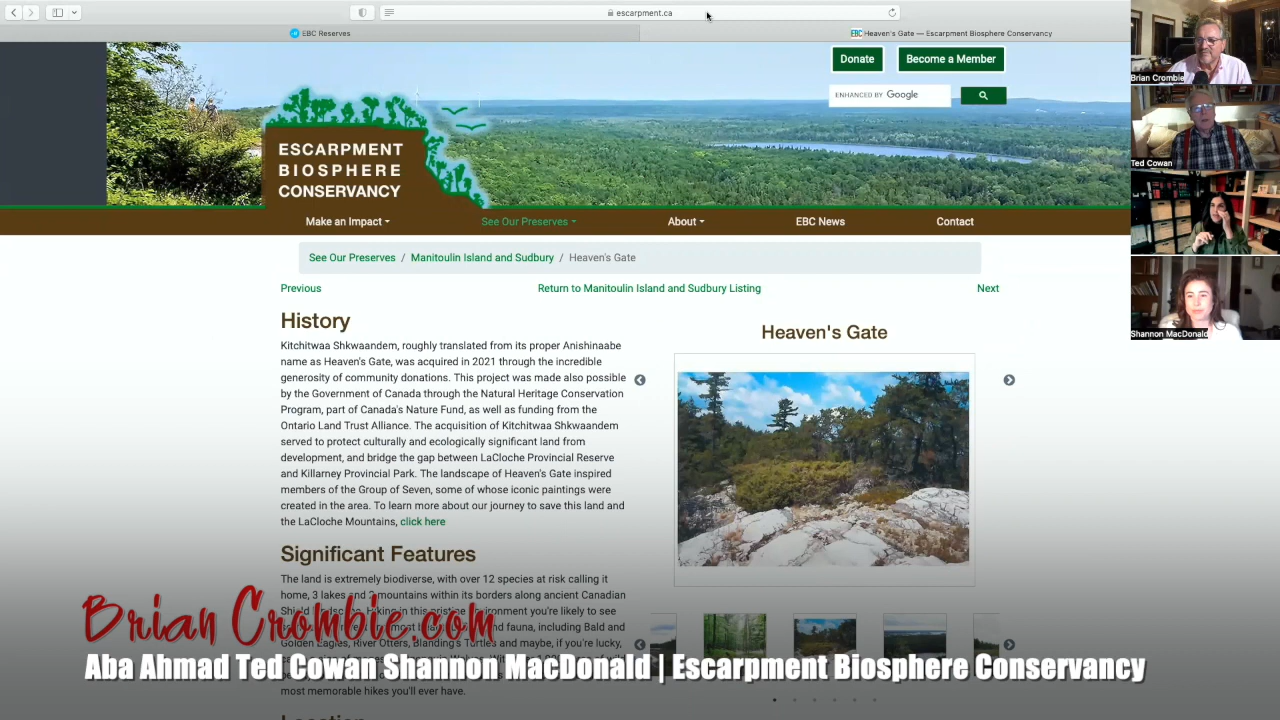 escarpment.ca
EBC Reserves
EBC Heaven's Gate — Escarpment Biosphere Conservancy
Donate
Become a Member
ENHANCED BY Google
ESCARPMENT
BIOSPHERE
CONSERVANCY
Make an Impact
See Our Preserves
About
EBC News
Contact
See Our Preserves / Manitoulin Island and Sudbury / Heaven's Gate
Previous
Return to Manitoulin Island and Sudbury Listing
Next
History
Kitchitwaa Shkwaandem, roughly translated from its proper Anishinaabe
name as Heaven's Gate, was acquired in 2021 through the incredible
generosity of community donations. This project was made also possible
by the Government of Canada through the Natural Heritage Conservation
Program, part of Canada's Nature Fund, as well as funding from the
Ontario Land Trust Alliance. The acquisition of Kitchitwaa Shkwaandem
served to protect culturally and ecologically significant land from
development, and bridge the gap between LaCloche Provincial Reserve
and Killarney Provincial Park. The landscape of Heaven's Gate inspired
members of the Group of Seven, some of whose iconic paintings were
created in the area. To learn more about our journey to save this land and
the LaCloche Mountains, click here
Heaven's Gate
Significant Features
The land is extremely biodiverse, with over 12 species at risk calling it
home, 3 lakes and 2 mountains within its borders along ancient Canadian
Shield landscape. Hiking in this pristine environment you're likely to see
and fauna, including Bald and
Golden Eagles, River Otters, Blanding's Turtles and maybe, if you're lucky,
most memorable hikes you'll ever have.
Brian Crombie
Ted Cowan
Shannon MacDonald
Brian Crombie.com
Aba Ahmad Ted Cowan Shannon MacDonald | Escarpment Biosphere Conservancy